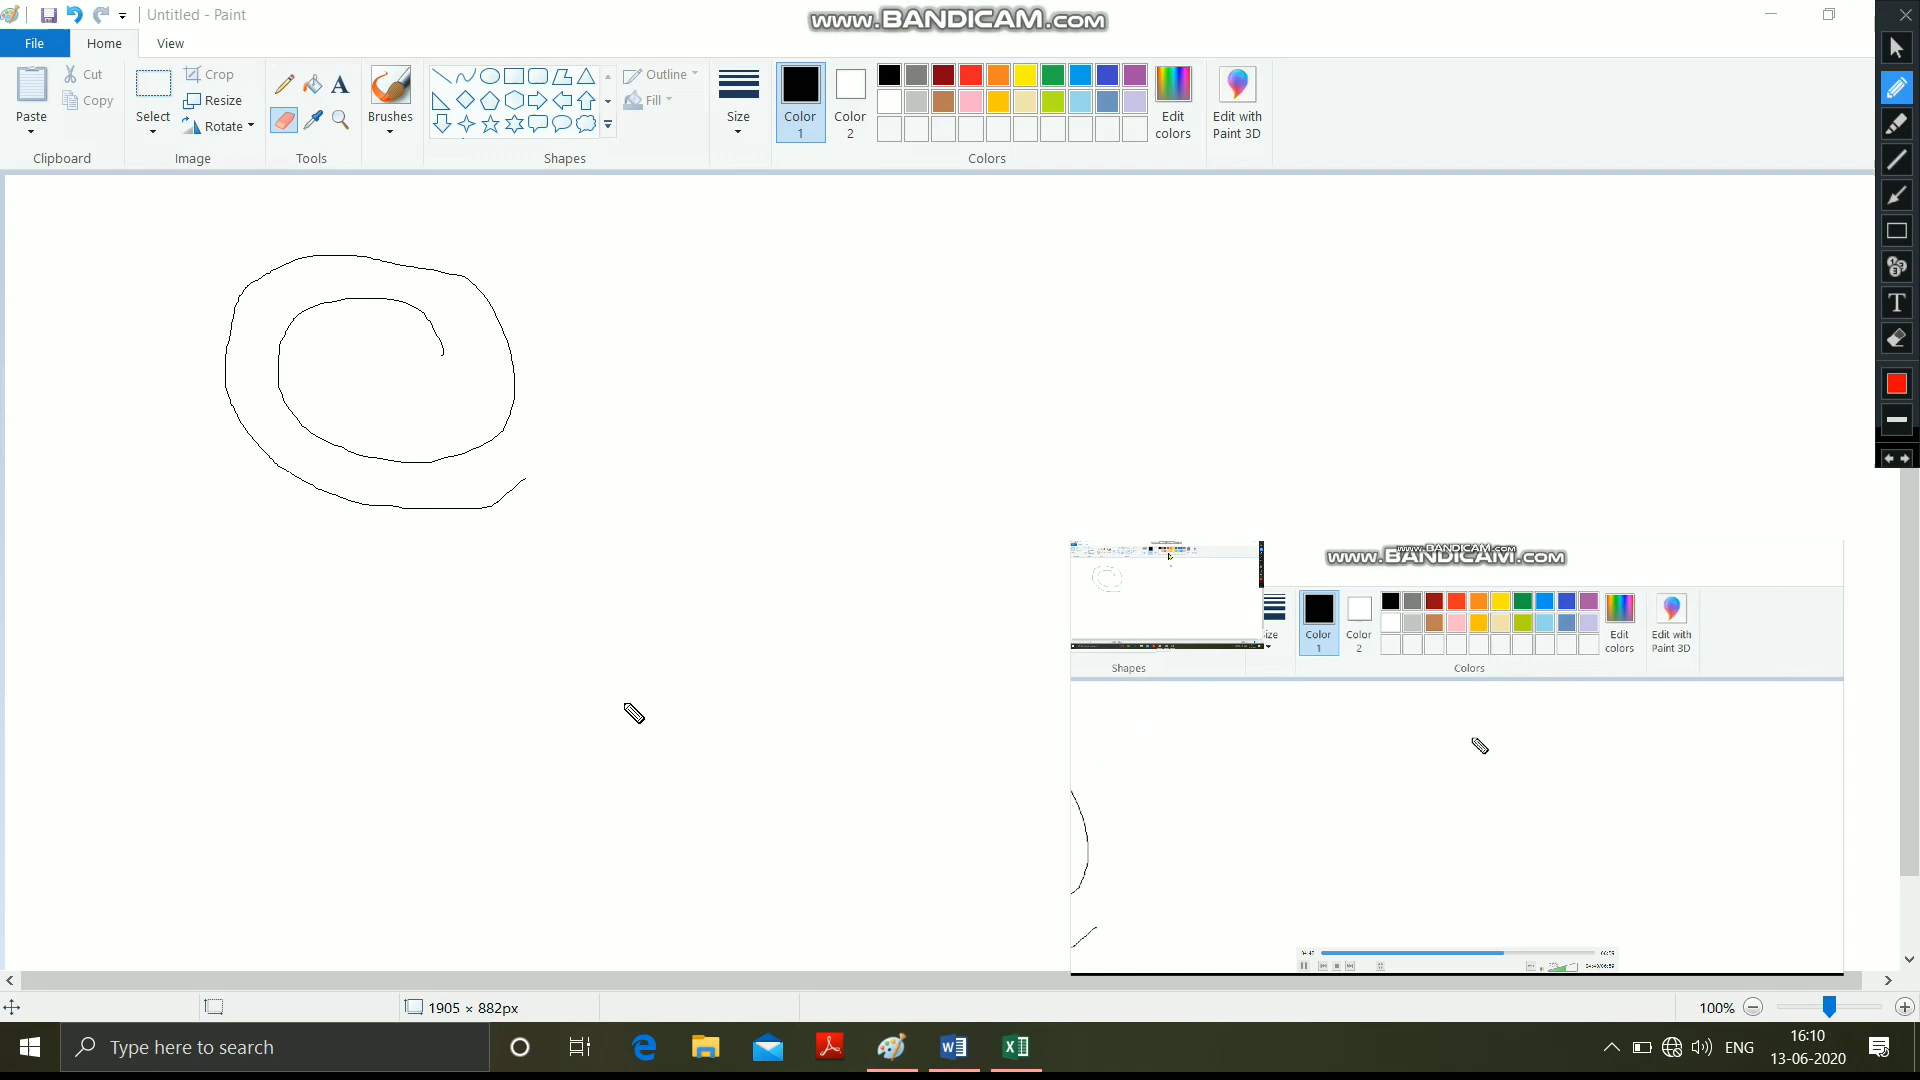 Untitled - Paint
www.BANDICAM.com
File
Home
View
Paste
Cut
Copy
Clipboard
Select
Crop
Resize
Rotate
Image
A
Tools
Brushes
Shapes
Outline
Fill
Size
Color
1
Color
2
Colors
Edit
colors
Edit with
Paint 3D
T
www.BANDICAM.com
www.BANDICAM.com
Shapes
Color
1
Color
2
Colors
Edit
colors
Edit with
Paint 3D
1905 × 882px
100%
Type here to search
ENG
16:10
13-06-2020